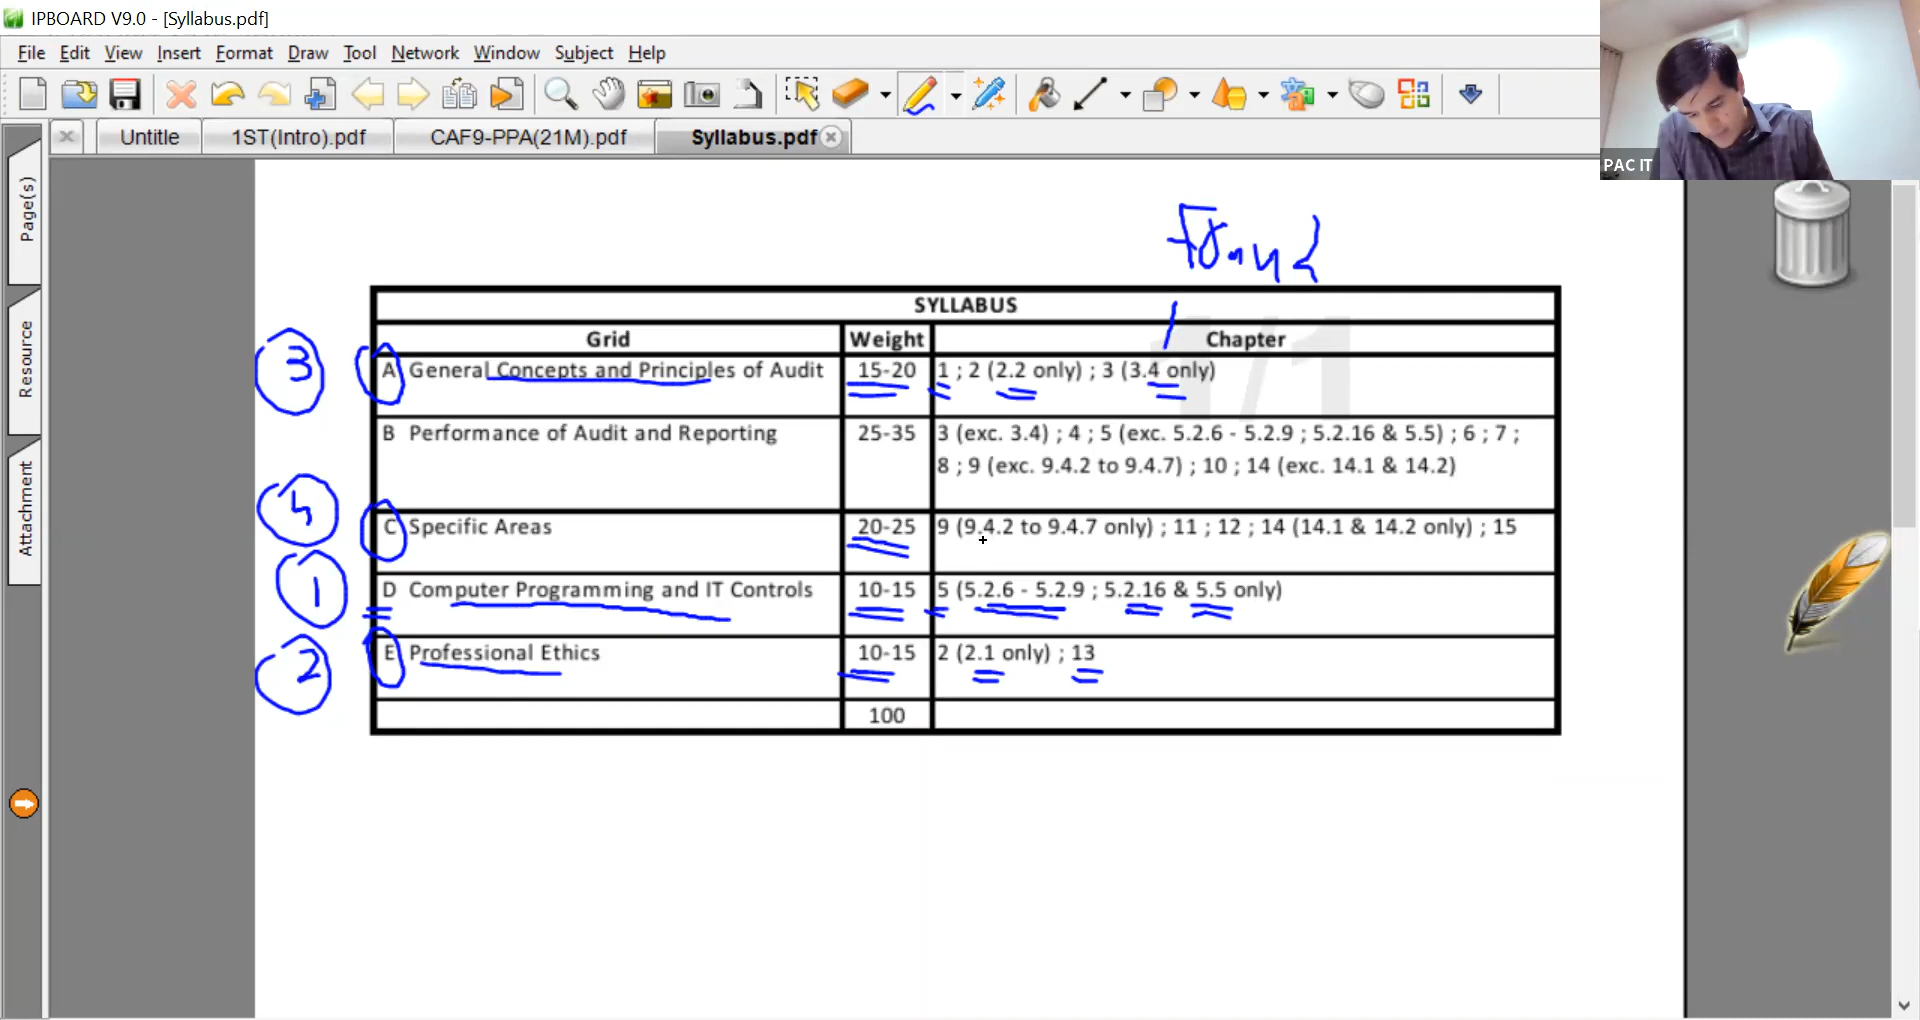 IPBOARD V9.0 - [Syllabus.pdf]
File Edit View Insert Format Draw Tool Network Window Subject Help
Untitle 1ST(Intro).pdf CAF9-PPA(21M).pdf Syllabus.pdf
PAC IT
Page(s)
Resource
Attachment
SYLLABUS
Grid Weight Chapter
3 A General Concepts and Principles of Audit 15-20 1 ; 2 (2.2 only) ; 3 (3.4 only)
1/1
B Performance of Audit and Reporting 25-35 3 (exc. 3.4) ; 4 ; 5 (exc. 5.2.6 - 5.2.9 ; 5.2.16 & 5.5) ; 6 ; 7 ;
8 ; 9 (exc. 9.4.2 to 9.4.7) ; 10 ; 14 (exc. 14.1 & 14.2)
4 C Specific Areas 20-25 9 (9.4.2 to 9.4.7 only) ; 11 ; 12 ; 14 (14.1 & 14.2 only) ; 15
1 D Computer Programming and IT Controls 10-15 5 (5.2.6 - 5.2.9 ; 5.2.16 & 5.5 only)
2 E Professional Ethics 10-15 2 (2.1 only) ; 13
100